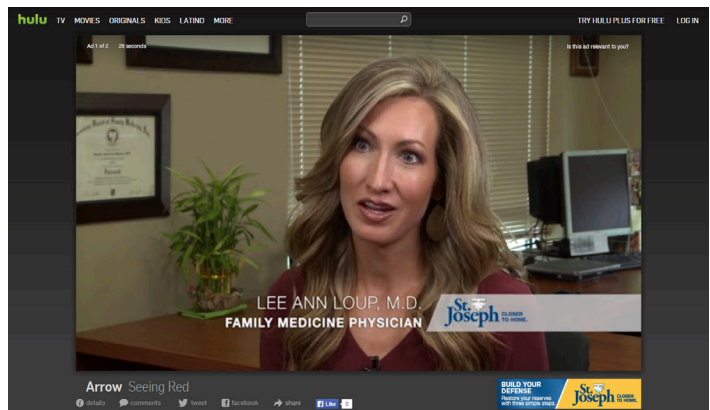 hulu TV MOVIES ORIGINALS KIDS LATINO MORE TRY HULU PLUS FOR FREE LOG IN
Ad 1 of 2 28 seconds Is this ad relevant to you?
LEE ANN LOUP, M.D.
FAMILY MEDICINE PHYSICIAN
St. Joseph CLOSER TO HOME.
Arrow Seeing Red
details comments tweet facebook share Like 0
BUILD YOUR
DEFENSE
Restore your reserves
with three simple steps.
St. Joseph CLOSER TO HOME.